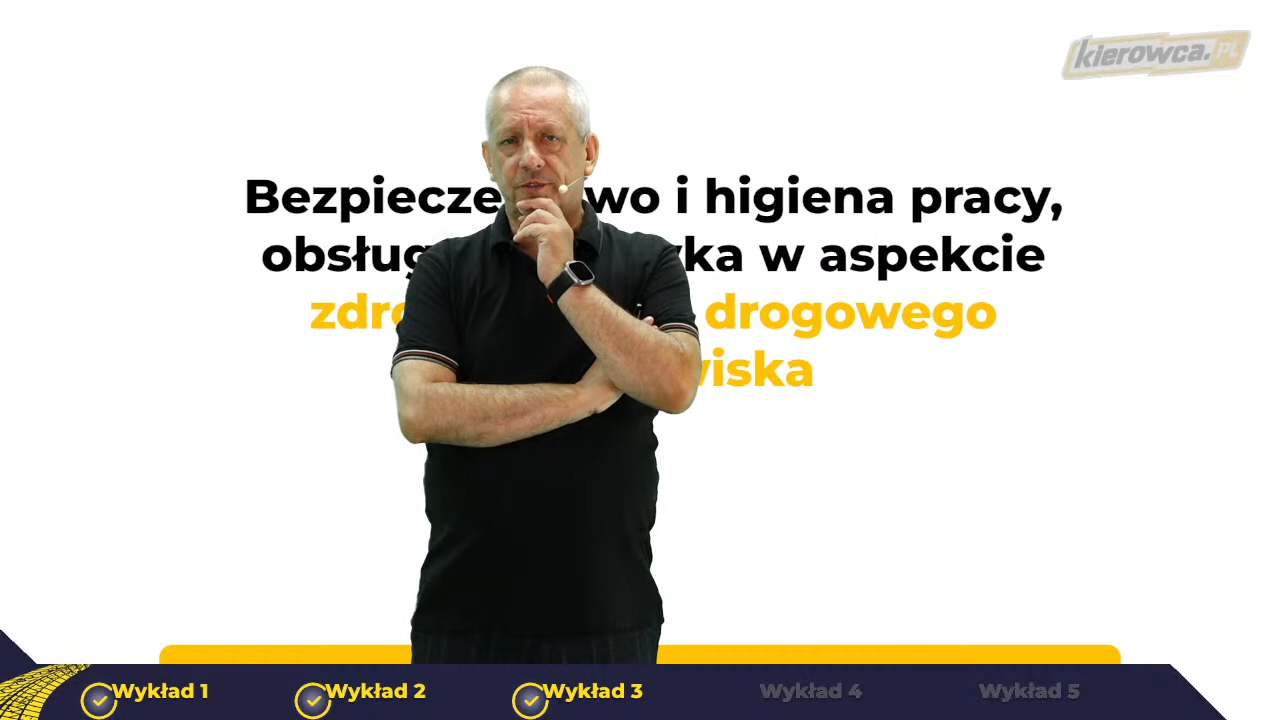 kierowca.PL
Bezpiecze wo i higiena pracy,
obsług yka w aspekcie
zdro drogowego
wiska
Wykład 1
Wykład 2
Wykład 3
Wykład 4
Wykład 5